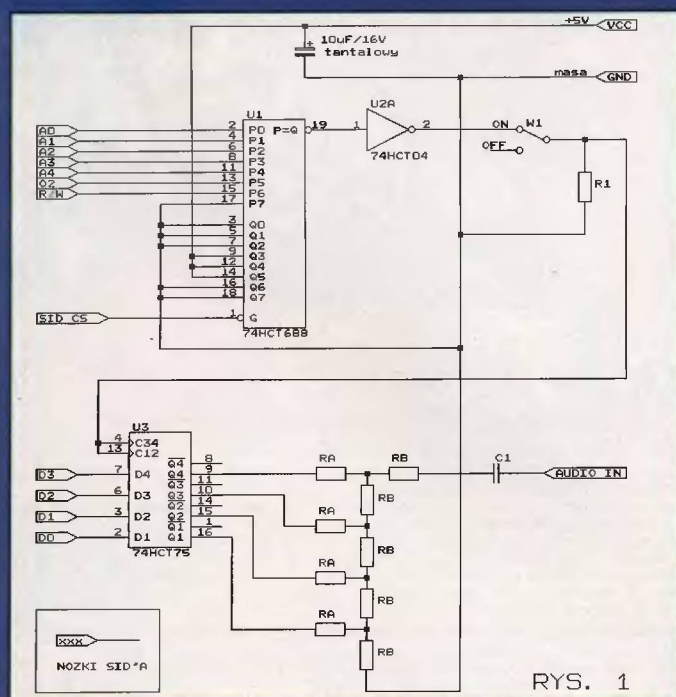 +5V VCC
10uF/16V
tantalowy
masa GND
U1
U2A
A0 2 P0 P=Q 19 1 2 ON W1
A1 4 P1
A2 6 P2 74HCT04 OFF
A3 8 P3
A4 11 P4 R1
O2 13 P5
R/W 15 P6
17 P7
3 Q0
5 Q1
7 Q2
9 Q3
12 Q4
14 Q5
16 Q6
18 Q7
SID CS 1 G
74HCT688
U3
4 C34
13 C12 Q4 8
D3 7 D4 Q4 9 RA RB C1 AUDIO IN
Q3 11
D2 6 D3 Q3 10 RA RB
Q2 14
D1 3 D2 Q2 15 RA RB
Q1 1
D0 2 D1 Q1 16 RA RB
74HCT75
RB
xxx
NOZKI SID'A
RYS. 1